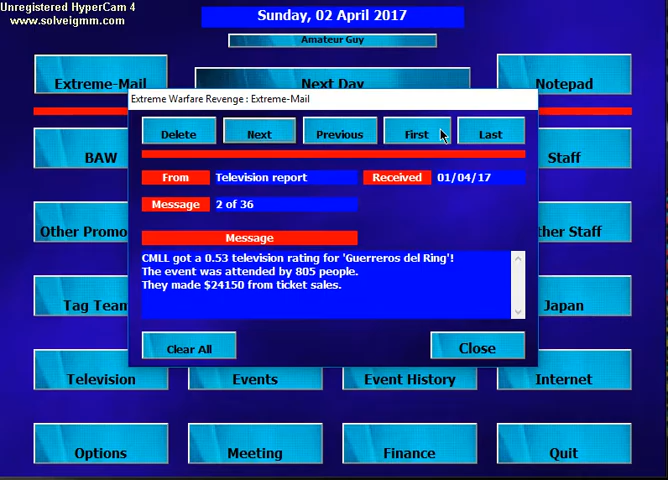 Unregistered HyperCam 4
www.solveigmm.com
Sunday, 02 April 2017
Amateur Guy
Extreme-Mail
Next Day
Notepad
Extreme Warfare Revenge : Extreme-Mail
Delete
Next
Previous
First
Last
BAW
Staff
From
Television report
Received
01/04/17
Message
2 of 36
Other Promo
ther Staff
Message
CMLL got a 0.53 television rating for 'Guerreros del Ring'!
The event was attended by 805 people.
They made $24150 from ticket sales.
Tag Team
Japan
Clear All
Close
Television
Events
Event History
Internet
Options
Meeting
Finance
Quit